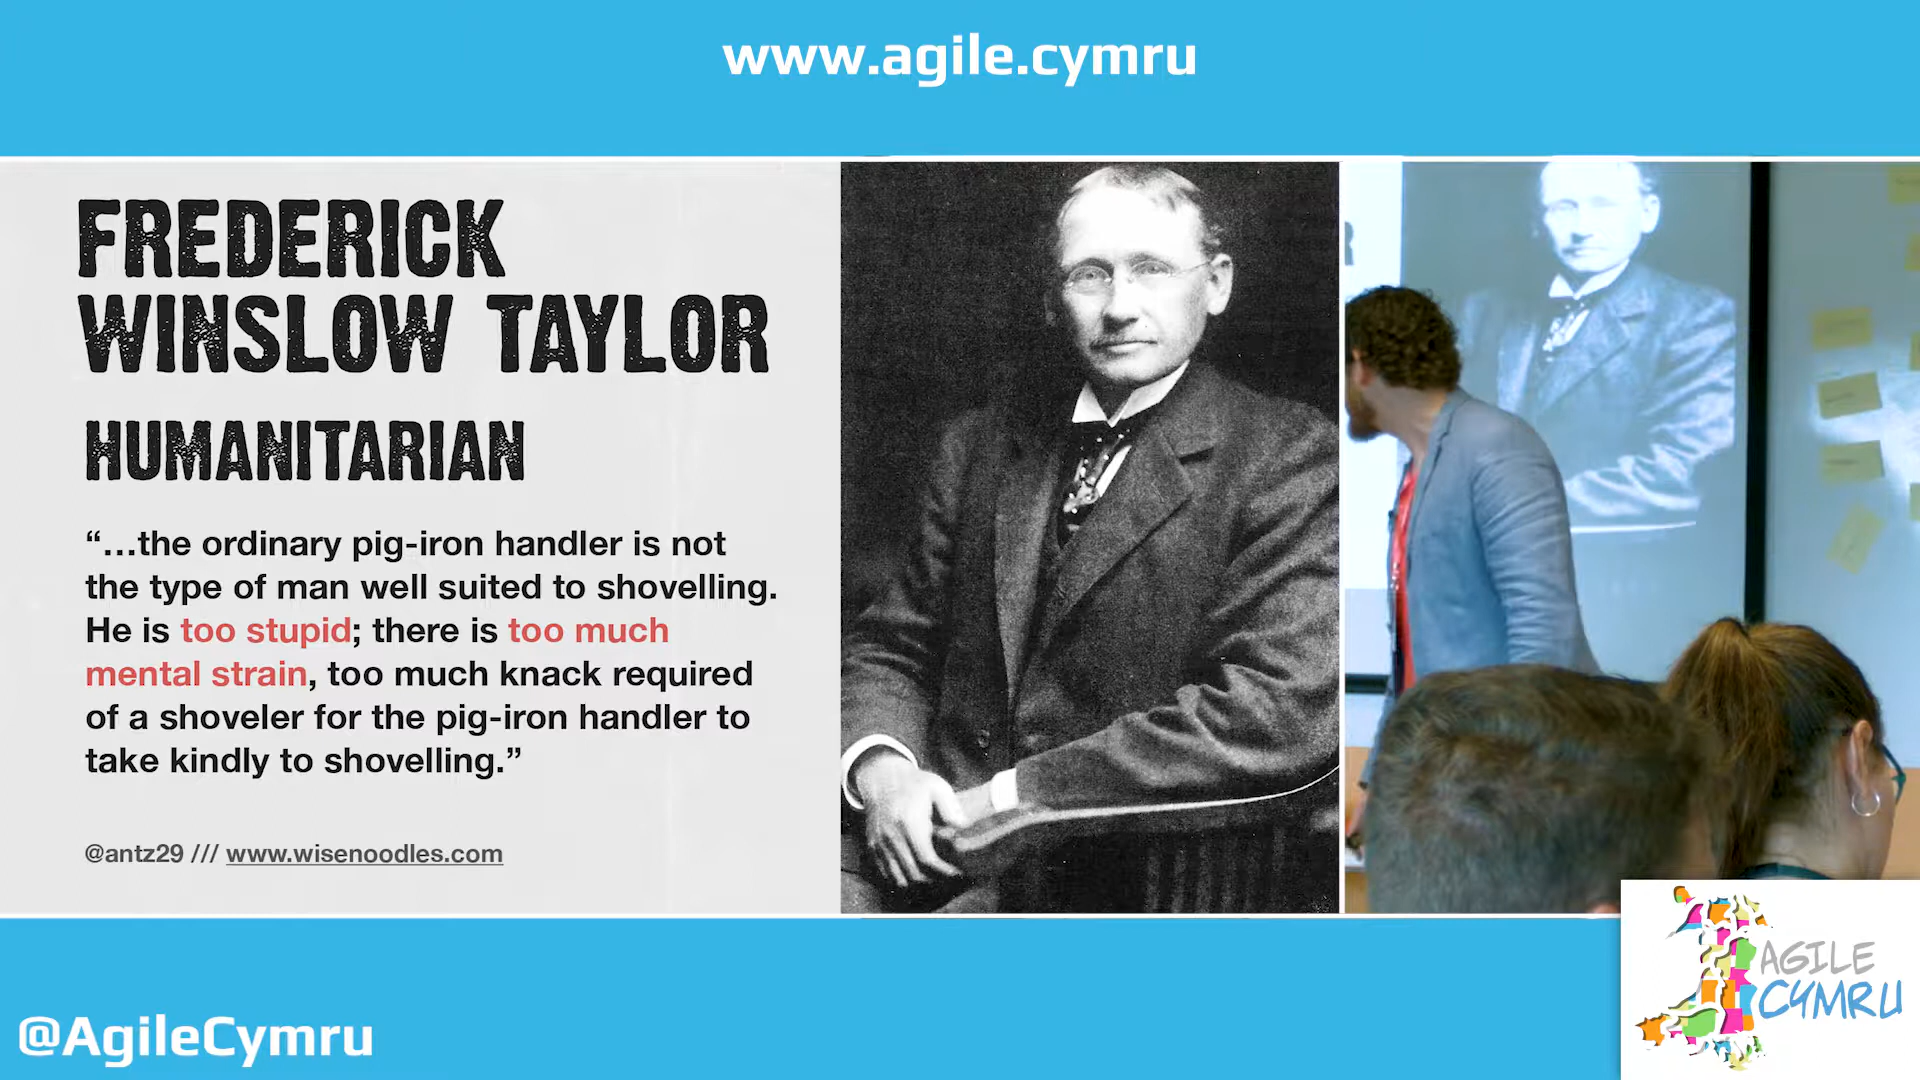 www.agile.cymru
FREDERICK
WINSLOW TAYLOR
HUMANITARIAN
“…the ordinary pig-iron handler is not
the type of man well suited to shovelling.
He is too stupid; there is too much
mental strain, too much knack required
of a shoveler for the pig-iron handler to
take kindly to shovelling.”
@antz29 /// www.wisenoodles.com
R
AGILE
CYMRU
@AgileCymru